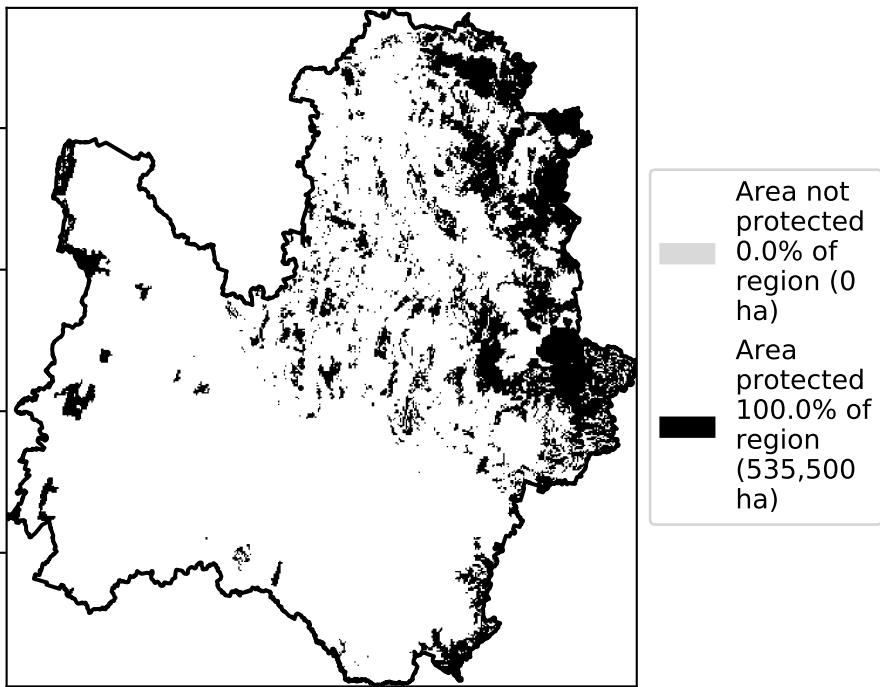 Area not
protected
0.0% of
region (0
ha)
Area
protected
100.0% of
region
(535,500
ha)